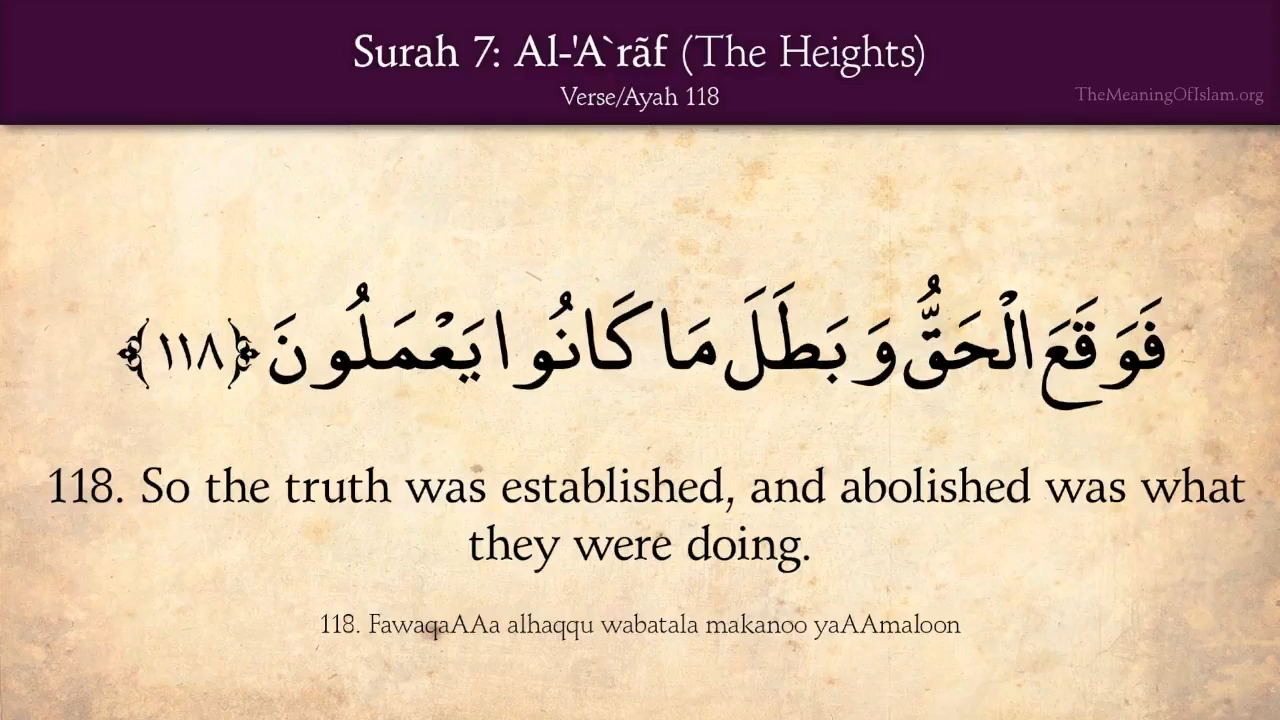 Surah 7: Al-'A`rãf (The Heights)
Verse/Ayah 118
TheMeaningOfIslam.org
فَوَقَعَ الْحَقُّ وَبَطَلَ مَا كَانُوا يَعْمَلُونَ ﴿١١٨﴾
118. So the truth was established, and abolished was what
they were doing.
118. FawaqaAAa alhaqqu wabatala makanoo yaAAmaloon